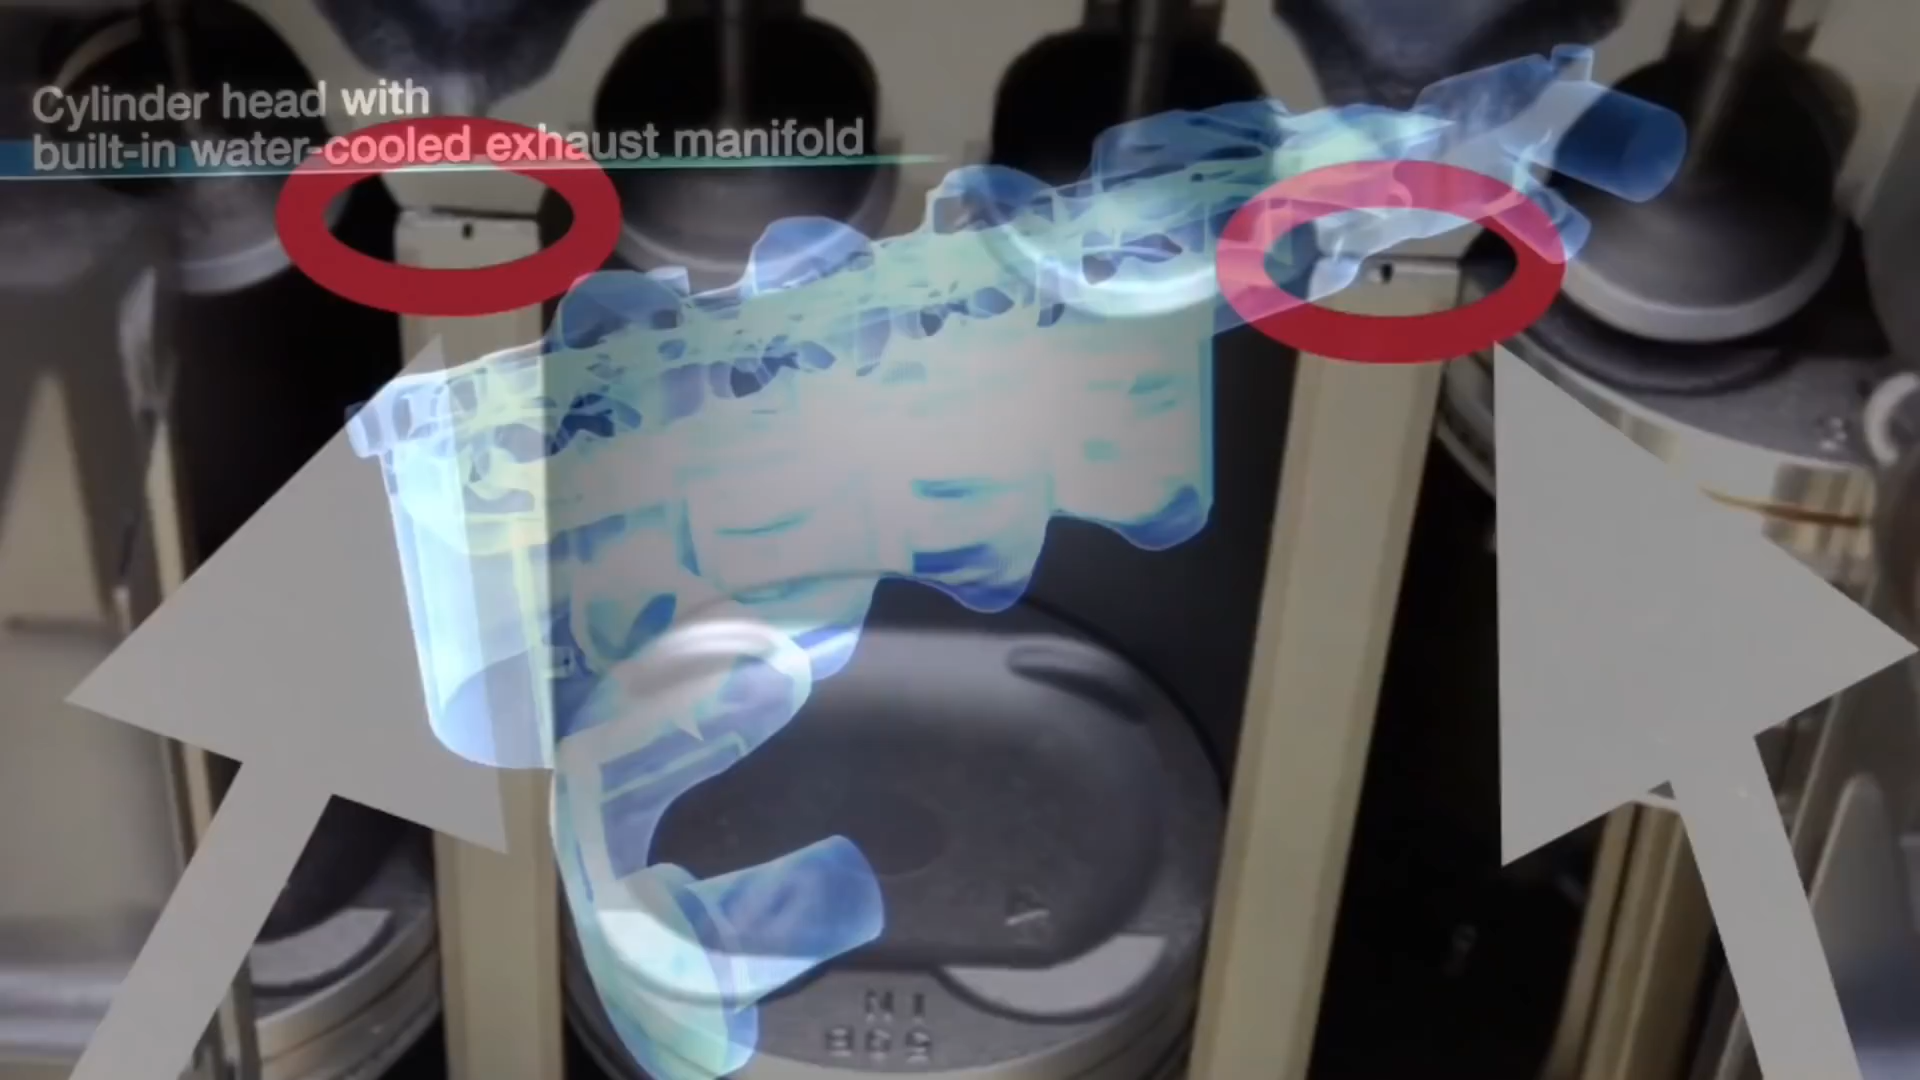 Cylinder head with
built-in water-cooled exhaust manifold